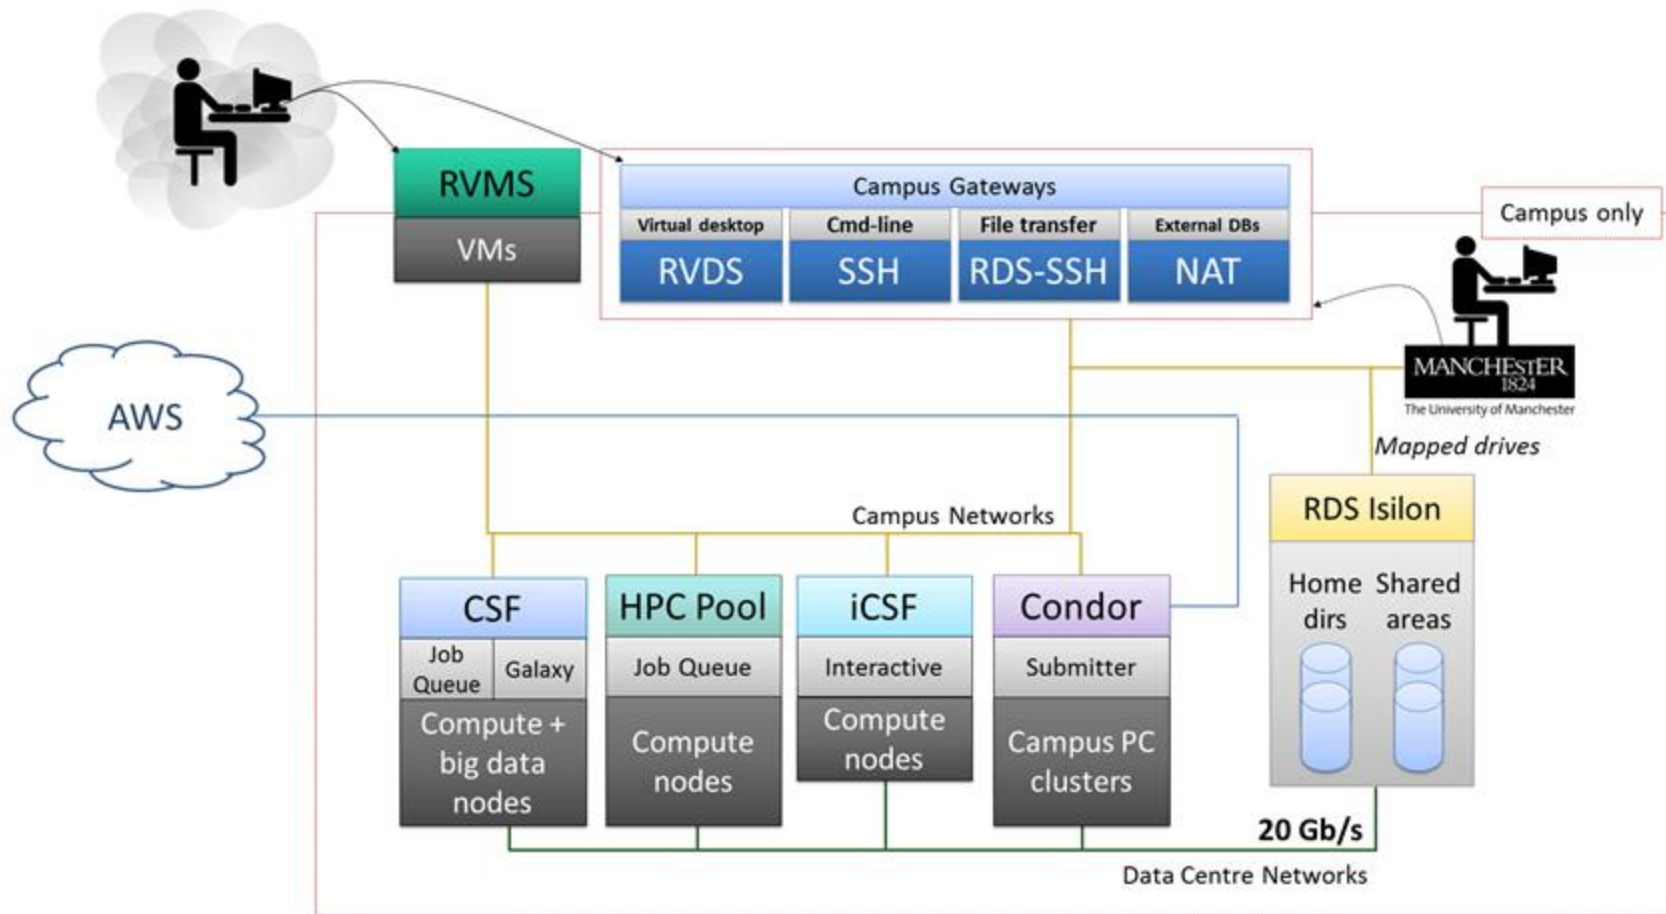 RVMS
VMs
Campus Gateways
Virtual desktop
RVDS
Cmd-line
SSH
File transfer
RDS-SSH
External DBs
NAT
Campus only
MANCHESTER
1824
The University of Manchester
AWS
Mapped drives
Campus Networks
RDS Isilon
Home
dirs
Shared
areas
CSF
Job
Queue
Galaxy
Compute +
big data
nodes
HPC Pool
Job Queue
Compute
nodes
iCSF
Interactive
Compute
nodes
Condor
Submitter
Campus PC
clusters
20 Gb/s
Data Centre Networks